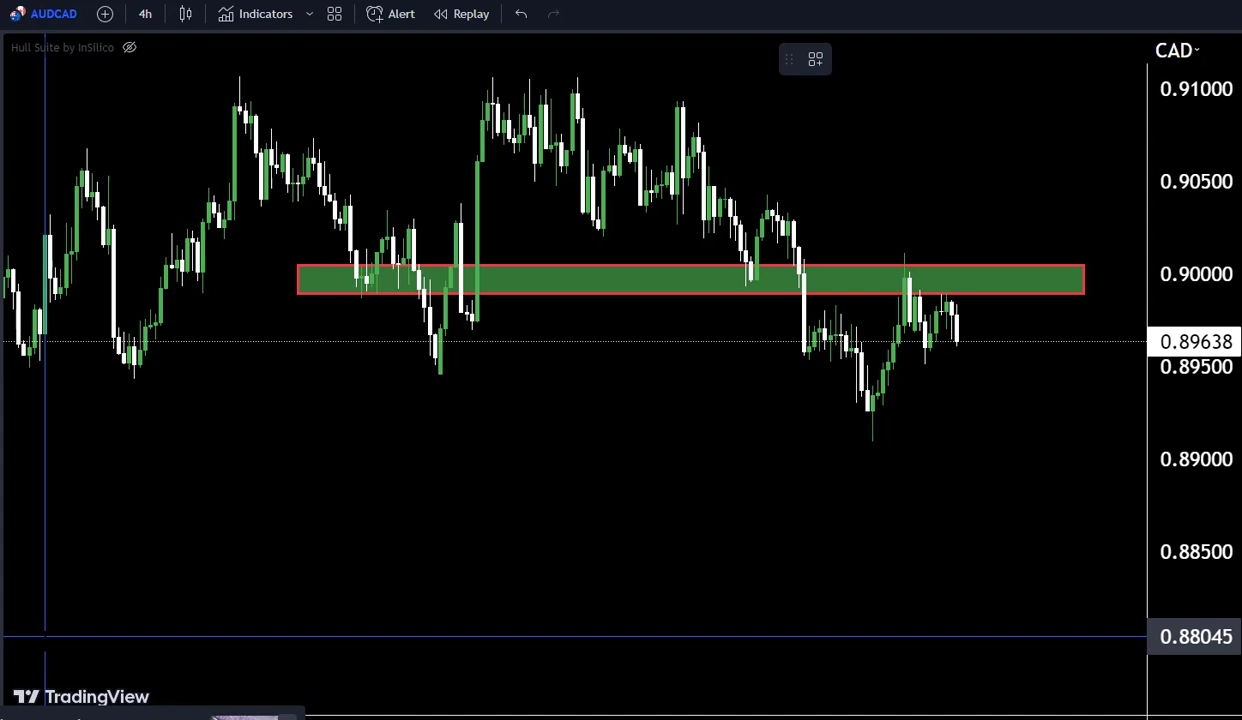 AUDCAD 4h Indicators Alert Replay
Hull Suite by InSilico
CAD
0.91000
0.90500
0.90000
0.89638
0.89500
0.89000
0.88500
0.88045
TradingView